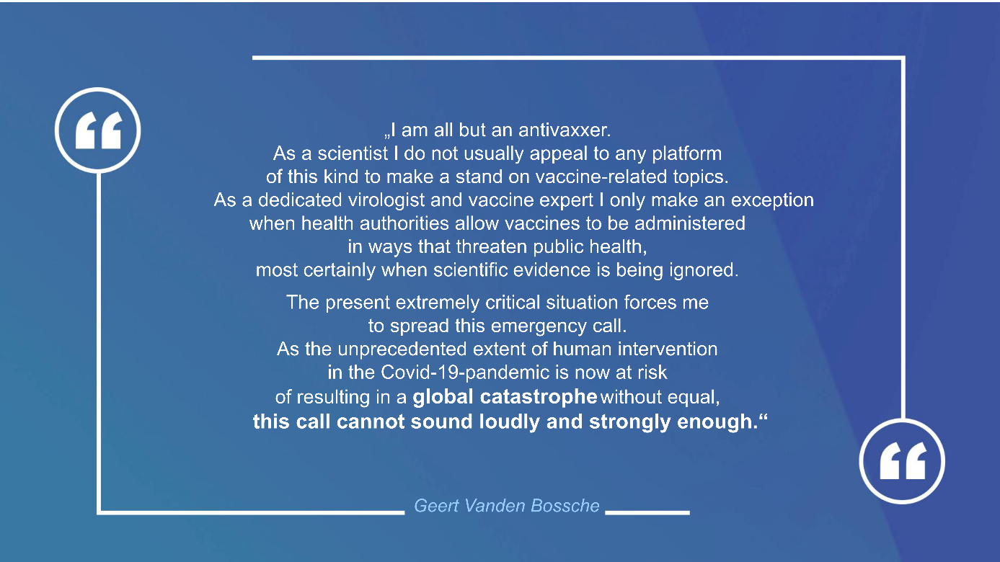 „I am all but an antivaxxer.
As a scientist I do not usually appeal to any platform
of this kind to make a stand on vaccine-related topics.
As a dedicated virologist and vaccine expert I only make an exception
when health authorities allow vaccines to be administered
in ways that threaten public health,
most certainly when scientific evidence is being ignored.
The present extremely critical situation forces me
to spread this emergency call.
As the unprecedented extent of human intervention
in the Covid-19-pandemic is now at risk
of resulting in a global catastrophe without equal,
this call cannot sound loudly and strongly enough.“
Geert Vanden Bossche